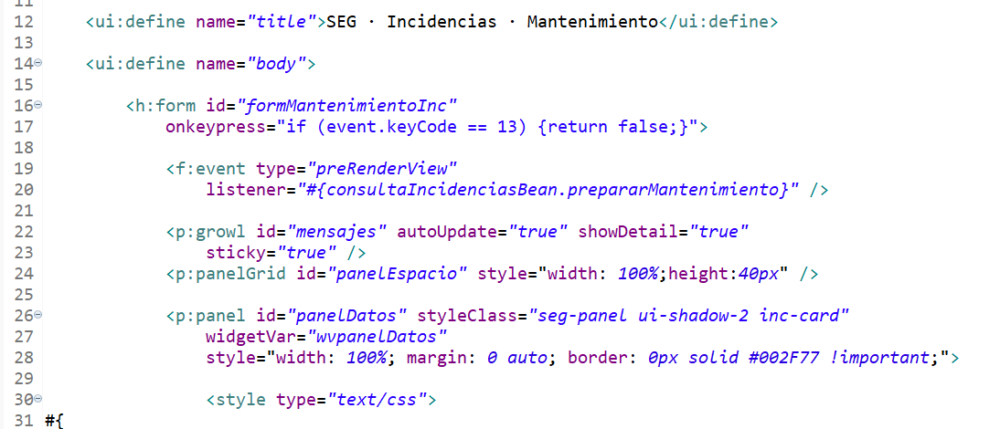 11
12 <ui:define name="title">SEG · Incidencias · Mantenimiento</ui:define>
13
14 <ui:define name="body">
15
16 <h:form id="formMantenimientoInc"
17 onkeypress="if (event.keyCode == 13) {return false;}">
18
19 <f:event type="preRenderView"
20 listener="#{consultaIncidenciasBean.prepararMantenimiento}" />
21
22 <p:growl id="mensajes" autoUpdate="true" showDetail="true"
23 sticky="true" />
24 <p:panelGrid id="panelEspacio" style="width: 100%;height:40px" />
25
26 <p:panel id="panelDatos" styleClass="seg-panel ui-shadow-2 inc-card"
27 widgetVar="wvpanelDatos"
28 style="width: 100%; margin: 0 auto; border: 0px solid #002F77 !important;">
29
30 <style type="text/css">
31 #{